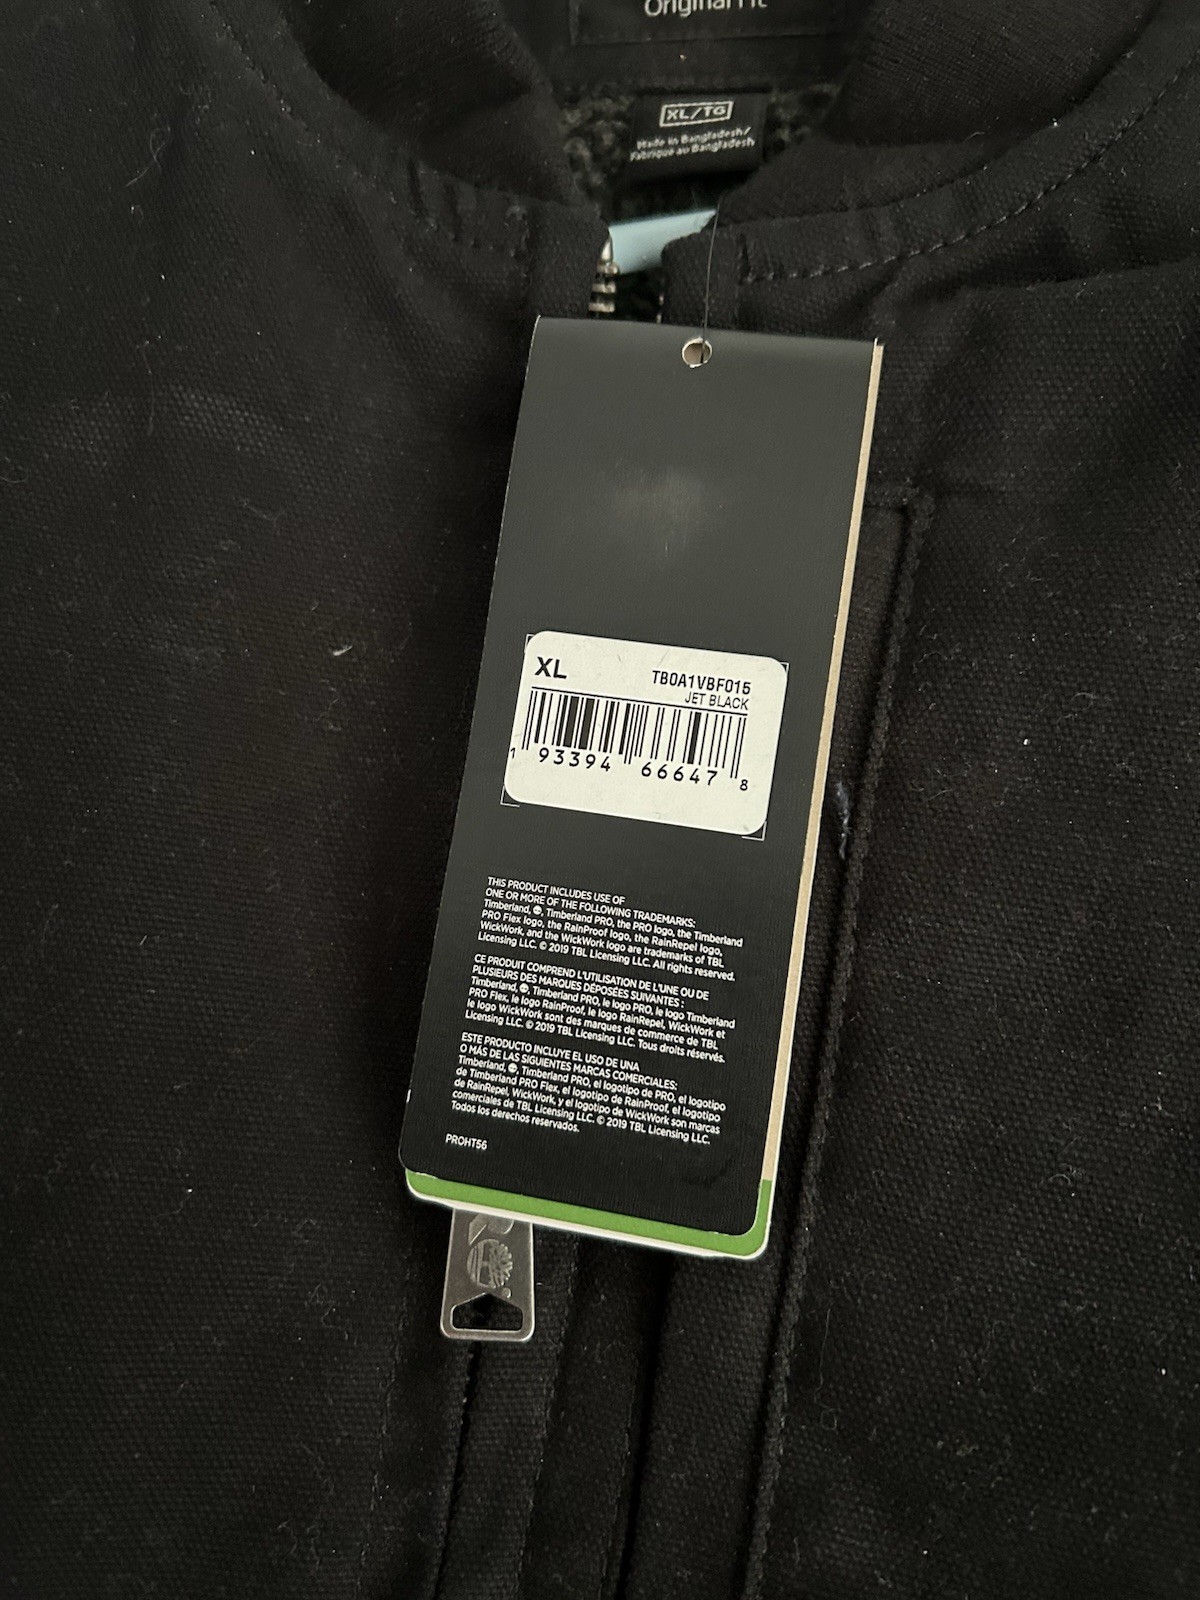 Original Fit
XL/TG
Made in Bangladesh/
Fabriqué au Bangladesh
XL
TB0A1VBF015
JET BLACK
1 93394 66647 8
THIS PRODUCT INCLUDES USE OF
ONE OR MORE OF THE FOLLOWING TRADEMARKS:
Timberland, , Timberland PRO, the PRO logo, the Timberland
PRO Flex logo, the RainProof logo, the RainRepel logo,
WickWork, and the WickWork logo are trademarks of TBL
Licensing LLC. © 2019 TBL Licensing LLC. All rights reserved.
CE PRODUIT COMPREND L'UTILISATION DE L'UNE OU DE
PLUSIEURS DES MARQUES DÉPOSÉES SUIVANTES :
Timberland, , Timberland PRO, le logo PRO, le logo Timberland
PRO Flex, le logo RainProof, le logo RainRepel, WickWork et
le logo WickWork sont des marques de commerce de TBL
Licensing LLC. © 2019 TBL Licensing LLC. Tous droits réservés.
ESTE PRODUCTO INCLUYE EL USO DE UNA
O MÁS DE LAS SIGUIENTES MARCAS COMERCIALES:
Timberland, , Timberland PRO, el logotipo de PRO, el logotipo
de Timberland PRO Flex, el logotipo de RainProof, el logotipo
de RainRepel, WickWork, y el logotipo de WickWork son marcas
comerciales de TBL Licensing LLC. © 2019 TBL Licensing LLC.
Todos los derechos reservados.
PROHT56